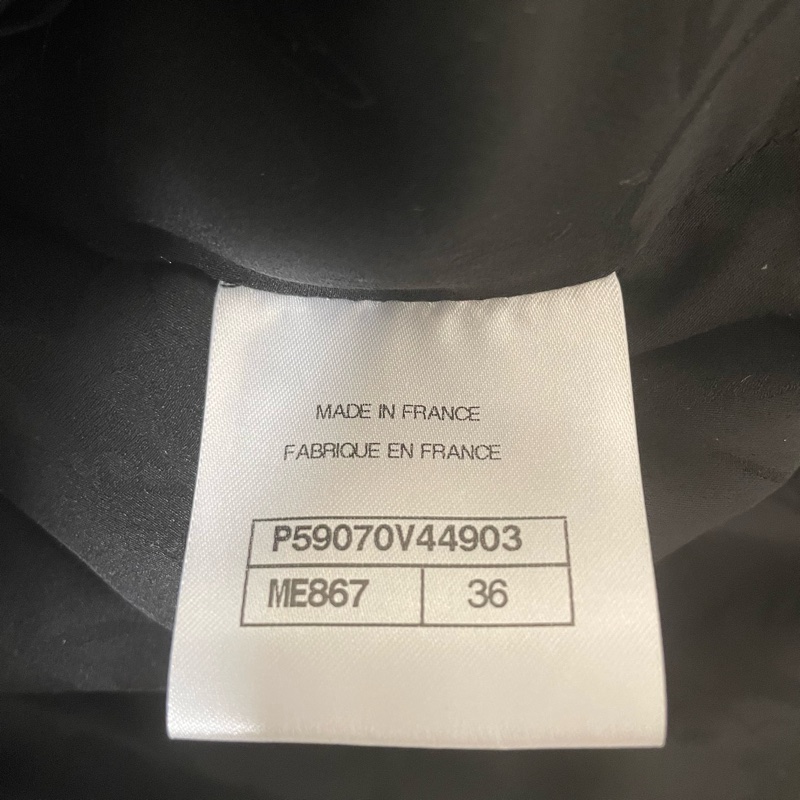 MADE IN FRANCE
FABRIQUE EN FRANCE
P59070V44903
ME867 36